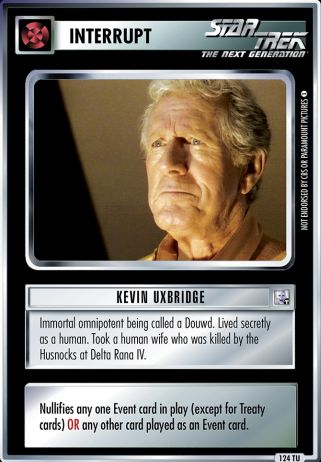 INTERRUPT
STAR TREK
THE NEXT GENERATION
NOT ENDORSED BY CBS OR PARAMOUNT PICTURES
KEVIN UXBRIDGE
Immortal omnipotent being called a Douwd. Lived secretly
as a human. Took a human wife who was killed by the
Husnocks at Delta Rana IV.
Nullifies any one Event card in play (except for Treaty
cards) OR any other card played as an Event card.
124 TU